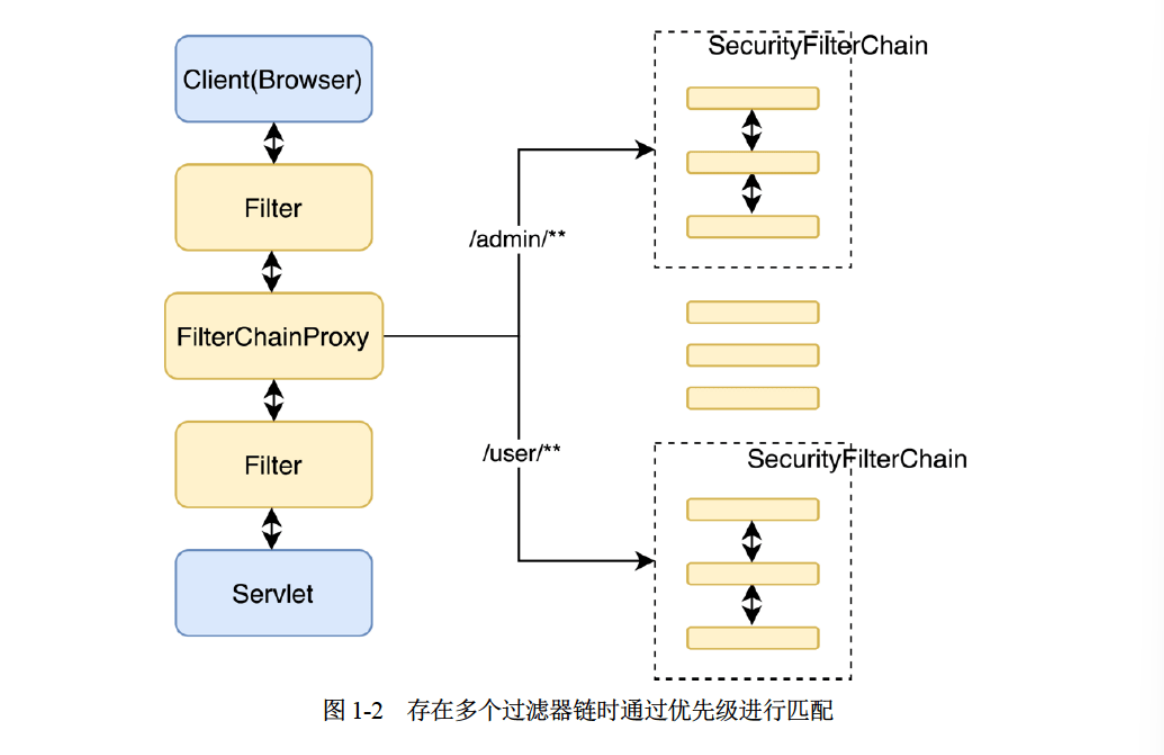 Client(Browser)
Filter
FilterChainProxy
Filter
Servlet
/admin/**
/user/**
SecurityFilterChain
SecurityFilterChain
图 1-2 存在多个过滤器链时通过优先级进行匹配